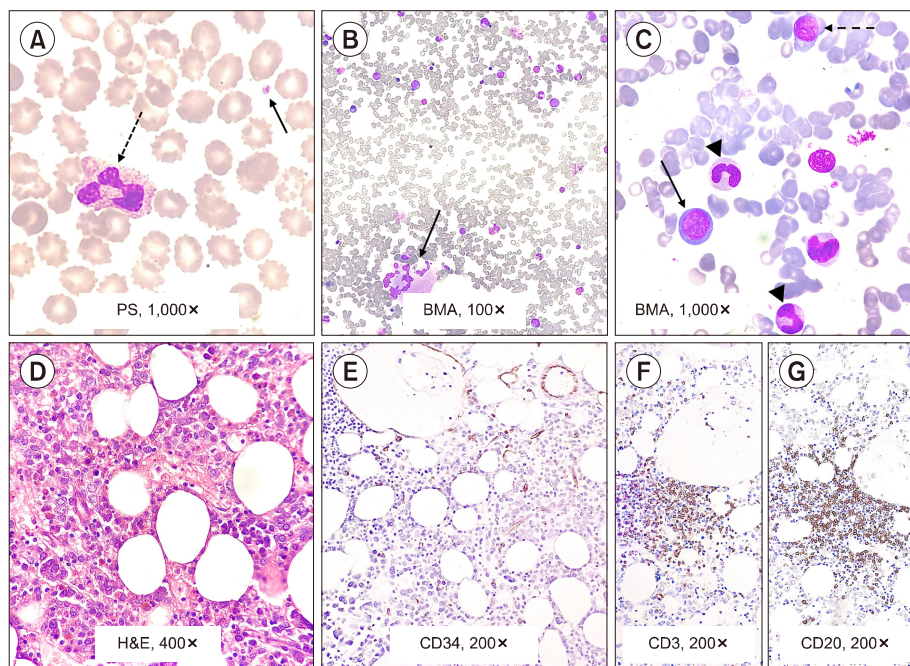 A
PS, 1,000×
B
BMA, 100×
C
BMA, 1,000×
D
H&E, 400×
E
CD34, 200×
F
CD3, 200×
G
CD20, 200×